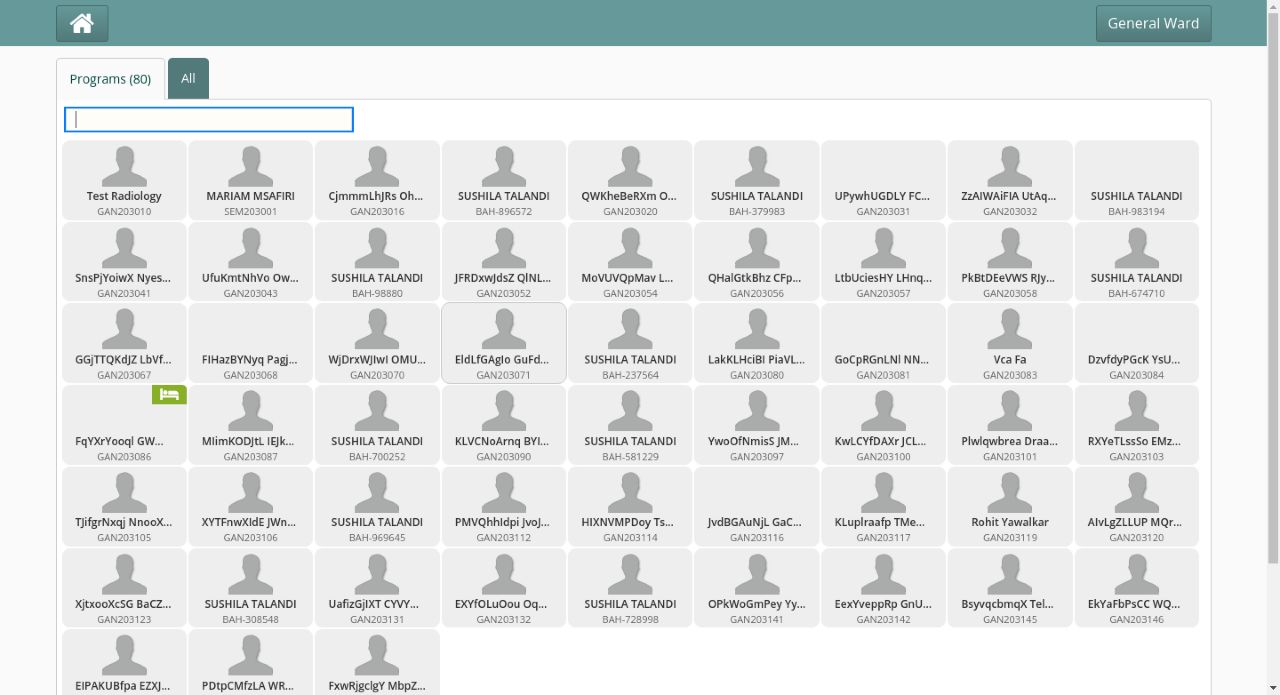 General Ward
Programs (80)
All
Test Radiology
GAN203010
MARIAM MSAFIRI
SEM203001
CjmmmLhJRs Oh...
GAN203016
SUSHILA TALANDI
BAH-896572
QWKheBeRXm O...
GAN203020
SUSHILA TALANDI
BAH-379983
UPywhUGDLY FC...
GAN203031
ZzAIWAiFIA UtAq...
GAN203032
SUSHILA TALANDI
BAH-983194
SnsPjYoiwX Nyes...
GAN203041
UfuKmtNhVo Ow...
GAN203043
SUSHILA TALANDI
BAH-98880
JFRDxwJdsZ QlNL...
GAN203052
MoVUVQpMav L...
GAN203054
QHalGtkBhz CFp...
GAN203056
LtbUciesHY LHnq...
GAN203057
PkBtDEeVWS RJy...
GAN203058
SUSHILA TALANDI
BAH-674710
GGjTTQKdJZ LbVf...
GAN203067
FIHazBYNyq Pagj...
GAN203068
WjDrxWJIwI OMU...
GAN203070
EldLfGAgIo GuFd...
GAN203071
SUSHILA TALANDI
BAH-237564
LakKLHciBI PiaVL...
GAN203080
GoCpRGnLNl NN...
GAN203081
Vca Fa
GAN203083
DzvfdyPGcK YsU...
GAN203084
FqYXrYooql GW...
GAN203086
MIimKODJtL IEJk...
GAN203087
SUSHILA TALANDI
BAH-700252
KLVCNoArnq BYI...
GAN203090
SUSHILA TALANDI
BAH-581229
YwoOfNmisS JM...
GAN203097
KwLCYfDAXr JCL...
GAN203100
Plwlqwbrea Draa...
GAN203101
RXYeTLssSo EMz...
GAN203103
TJifgrNxqj NnooX...
GAN203105
XYTFnwXIdE JWn...
GAN203106
SUSHILA TALANDI
BAH-969645
PMVQhhIdpi JvoJ...
GAN203112
HIXNVMPDoy Ts...
GAN203114
JvdBGAuNjL GaC...
GAN203116
KLuplraafp TMe...
GAN203117
Rohit Yawalkar
GAN203119
AIvLgZLLUP MQr...
GAN203120
XjtxooXcSG BaCZ...
GAN203123
SUSHILA TALANDI
BAH-308548
UafizGjIXT CYVY...
GAN203131
EXYfOLuOou Oq...
GAN203132
SUSHILA TALANDI
BAH-728998
OPkWoGmPey Yy...
GAN203141
EexYveppRp GnU...
GAN203142
BsyvqcbmqX Tel...
GAN203145
EkYaFbPsCC WQ...
GAN203146
EIPAKUBfpa EZXJ...
PDtpCMfzLA WR...
FxwRjgclgY MbpZ...